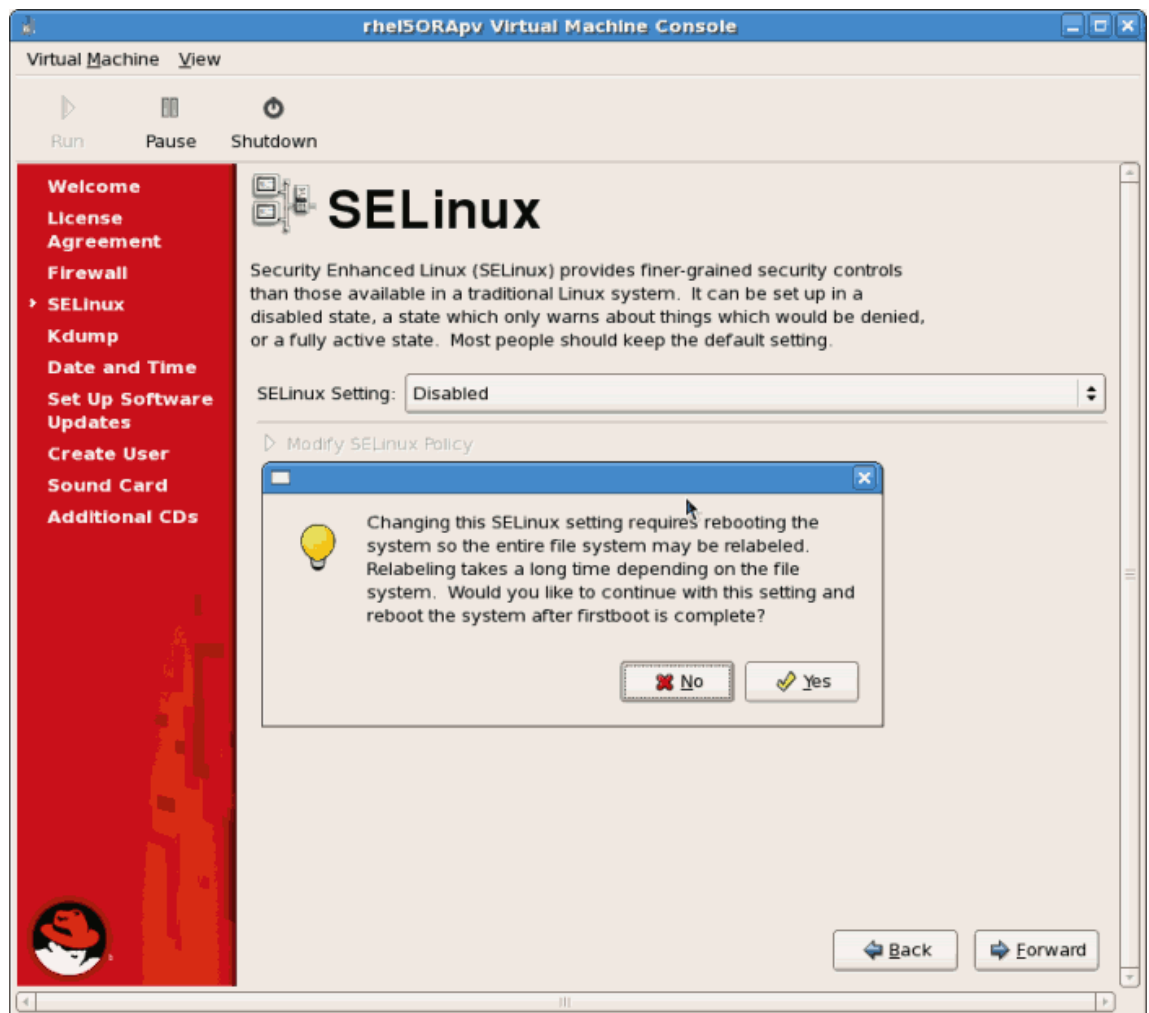 rhel5ORApv Virtual Machine Console
Virtual Machine View
Run Pause Shutdown
Welcome
License
Agreement
Firewall
SELinux
Kdump
Date and Time
Set Up Software
Updates
Create User
Sound Card
Additional CDs
SELinux
Security Enhanced Linux (SELinux) provides finer-grained security controls
than those available in a traditional Linux system. It can be set up in a
disabled state, a state which only warns about things which would be denied,
or a fully active state. Most people should keep the default setting.
SELinux Setting: Disabled
Modify SELinux Policy
Changing this SELinux setting requires rebooting the
system so the entire file system may be relabeled.
Relabeling takes a long time depending on the file
system. Would you like to continue with this setting and
reboot the system after firstboot is complete?
No Yes
Back Forward